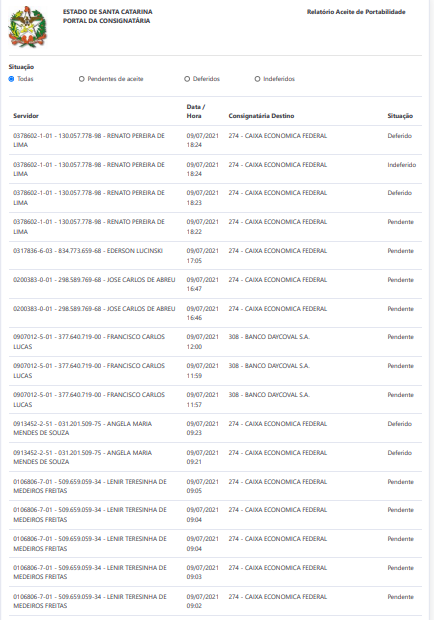 ESTADO DE SANTA CATARINA
PORTAL DA CONSIGNATÁRIA
Relatório Aceite de Portabilidade
Situação
Todas Pendentes de aceite Deferidos Indeferidos
Servidor Data / Hora Consignatária Destino Situação
0378602-1-01 - 130.057.778-98 - RENATO PEREIRA DE 09/07/2021 274 - CAIXA ECONOMICA FEDERAL Deferido
LIMA 18:24
0378602-1-01 - 130.057.778-98 - RENATO PEREIRA DE 09/07/2021 274 - CAIXA ECONOMICA FEDERAL Indeferido
LIMA 18:24
0378602-1-01 - 130.057.778-98 - RENATO PEREIRA DE 09/07/2021 274 - CAIXA ECONOMICA FEDERAL Deferido
LIMA 18:23
0378602-1-01 - 130.057.778-98 - RENATO PEREIRA DE 09/07/2021 274 - CAIXA ECONOMICA FEDERAL Pendente
LIMA 18:22
0317836-6-03 - 834.773.659-68 - EDERSON LUCINSKI 09/07/2021 274 - CAIXA ECONOMICA FEDERAL Pendente
17:05
0200383-0-01 - 298.589.769-68 - JOSE CARLOS DE ABREU 09/07/2021 274 - CAIXA ECONOMICA FEDERAL Pendente
16:47
0200383-0-01 - 298.589.769-68 - JOSE CARLOS DE ABREU 09/07/2021 274 - CAIXA ECONOMICA FEDERAL Pendente
16:46
0907012-5-01 - 377.640.719-00 - FRANCISCO CARLOS 09/07/2021 308 - BANCO DAYCOVAL S.A. Pendente
LUCAS 12:00
0907012-5-01 - 377.640.719-00 - FRANCISCO CARLOS 09/07/2021 308 - BANCO DAYCOVAL S.A. Pendente
LUCAS 11:59
0907012-5-01 - 377.640.719-00 - FRANCISCO CARLOS 09/07/2021 308 - BANCO DAYCOVAL S.A. Pendente
LUCAS 11:57
0913452-2-51 - 031.201.509-75 - ANGELA MARIA 09/07/2021 274 - CAIXA ECONOMICA FEDERAL Deferido
MENDES DE SOUZA 09:23
0913452-2-51 - 031.201.509-75 - ANGELA MARIA 09/07/2021 274 - CAIXA ECONOMICA FEDERAL Deferido
MENDES DE SOUZA 09:21
0106806-7-01 - 509.659.059-34 - LENIR TERESINHA DE 09/07/2021 274 - CAIXA ECONOMICA FEDERAL Pendente
MEDEIROS FREITAS 09:05
0106806-7-01 - 509.659.059-34 - LENIR TERESINHA DE 09/07/2021 274 - CAIXA ECONOMICA FEDERAL Pendente
MEDEIROS FREITAS 09:04
0106806-7-01 - 509.659.059-34 - LENIR TERESINHA DE 09/07/2021 274 - CAIXA ECONOMICA FEDERAL Pendente
MEDEIROS FREITAS 09:04
0106806-7-01 - 509.659.059-34 - LENIR TERESINHA DE 09/07/2021 274 - CAIXA ECONOMICA FEDERAL Pendente
MEDEIROS FREITAS 09:03
0106806-7-01 - 509.659.059-34 - LENIR TERESINHA DE 09/07/2021 274 - CAIXA ECONOMICA FEDERAL Pendente
MEDEIROS FREITAS 09:02